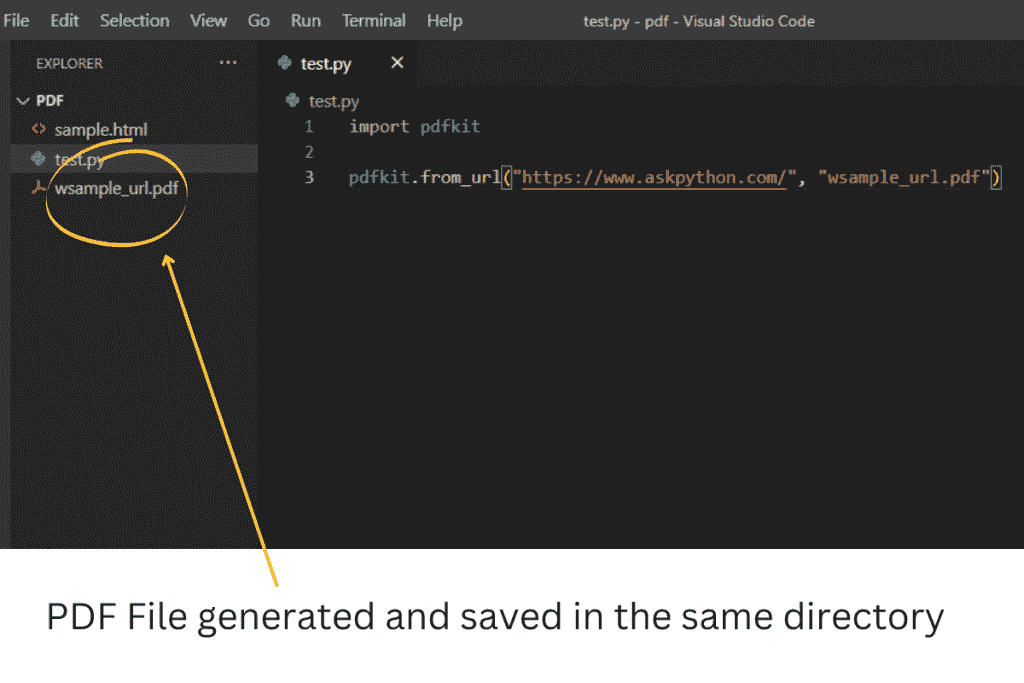 File Edit Selection View Go Run Terminal Help test.py - pdf - Visual Studio Code
EXPLORER ···
PDF
sample.html
test.py
wsample_url.pdf
test.py
test.py
1 import pdfkit
2
3 pdfkit.from_url("https://www.askpython.com/", "wsample_url.pdf")
PDF File generated and saved in the same directory